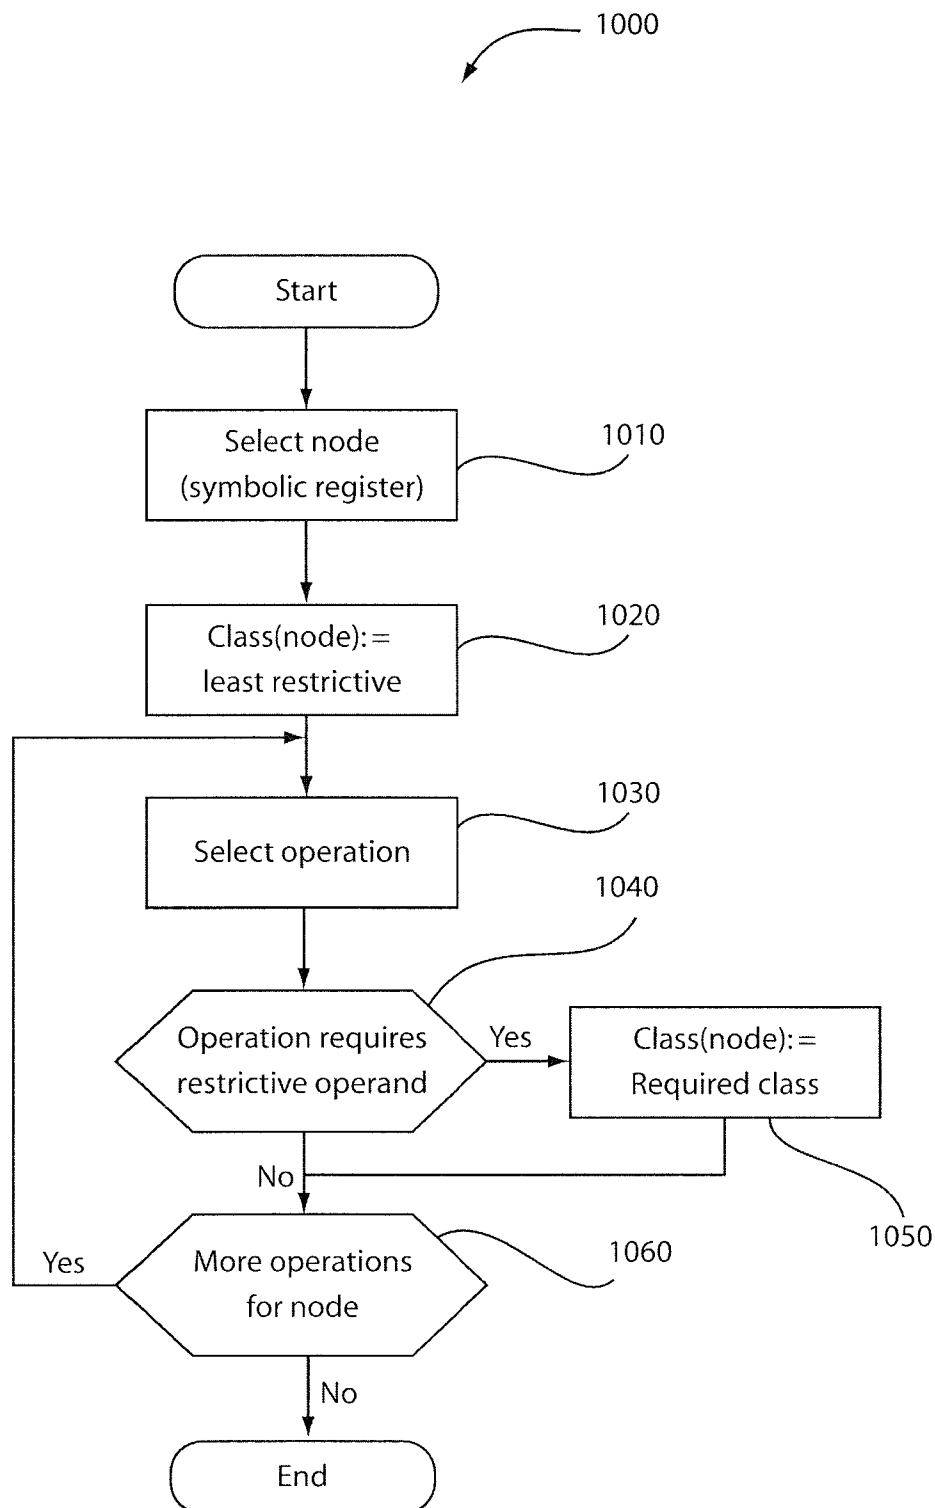 1000
Start
Select node
(symbolic register)
1010
Class(node):=
least restrictive
1020
Select operation
1030
1040
Operation requires
restrictive operand
Yes
Class(node):=
Required class
No
1050
More operations
for node
1060
Yes
No
End